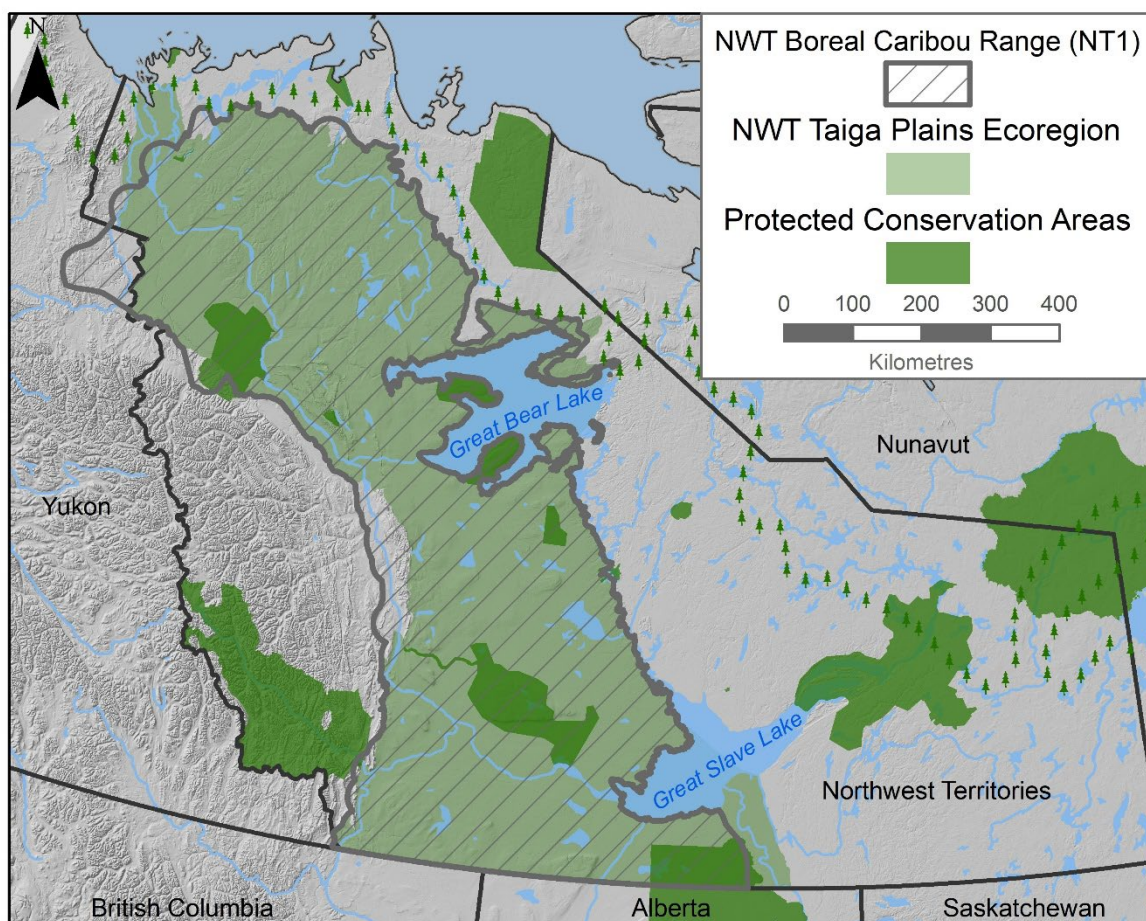 N
NWT Boreal Caribou Range (NT1)
NWT Taiga Plains Ecoregion
Protected Conservation Areas
0 100 200 300 400
Kilometres
Great Bear Lake
Nunavut
Yukon
Great Slave Lake
Northwest Territories
British Columbia
Alberta
Saskatchewan